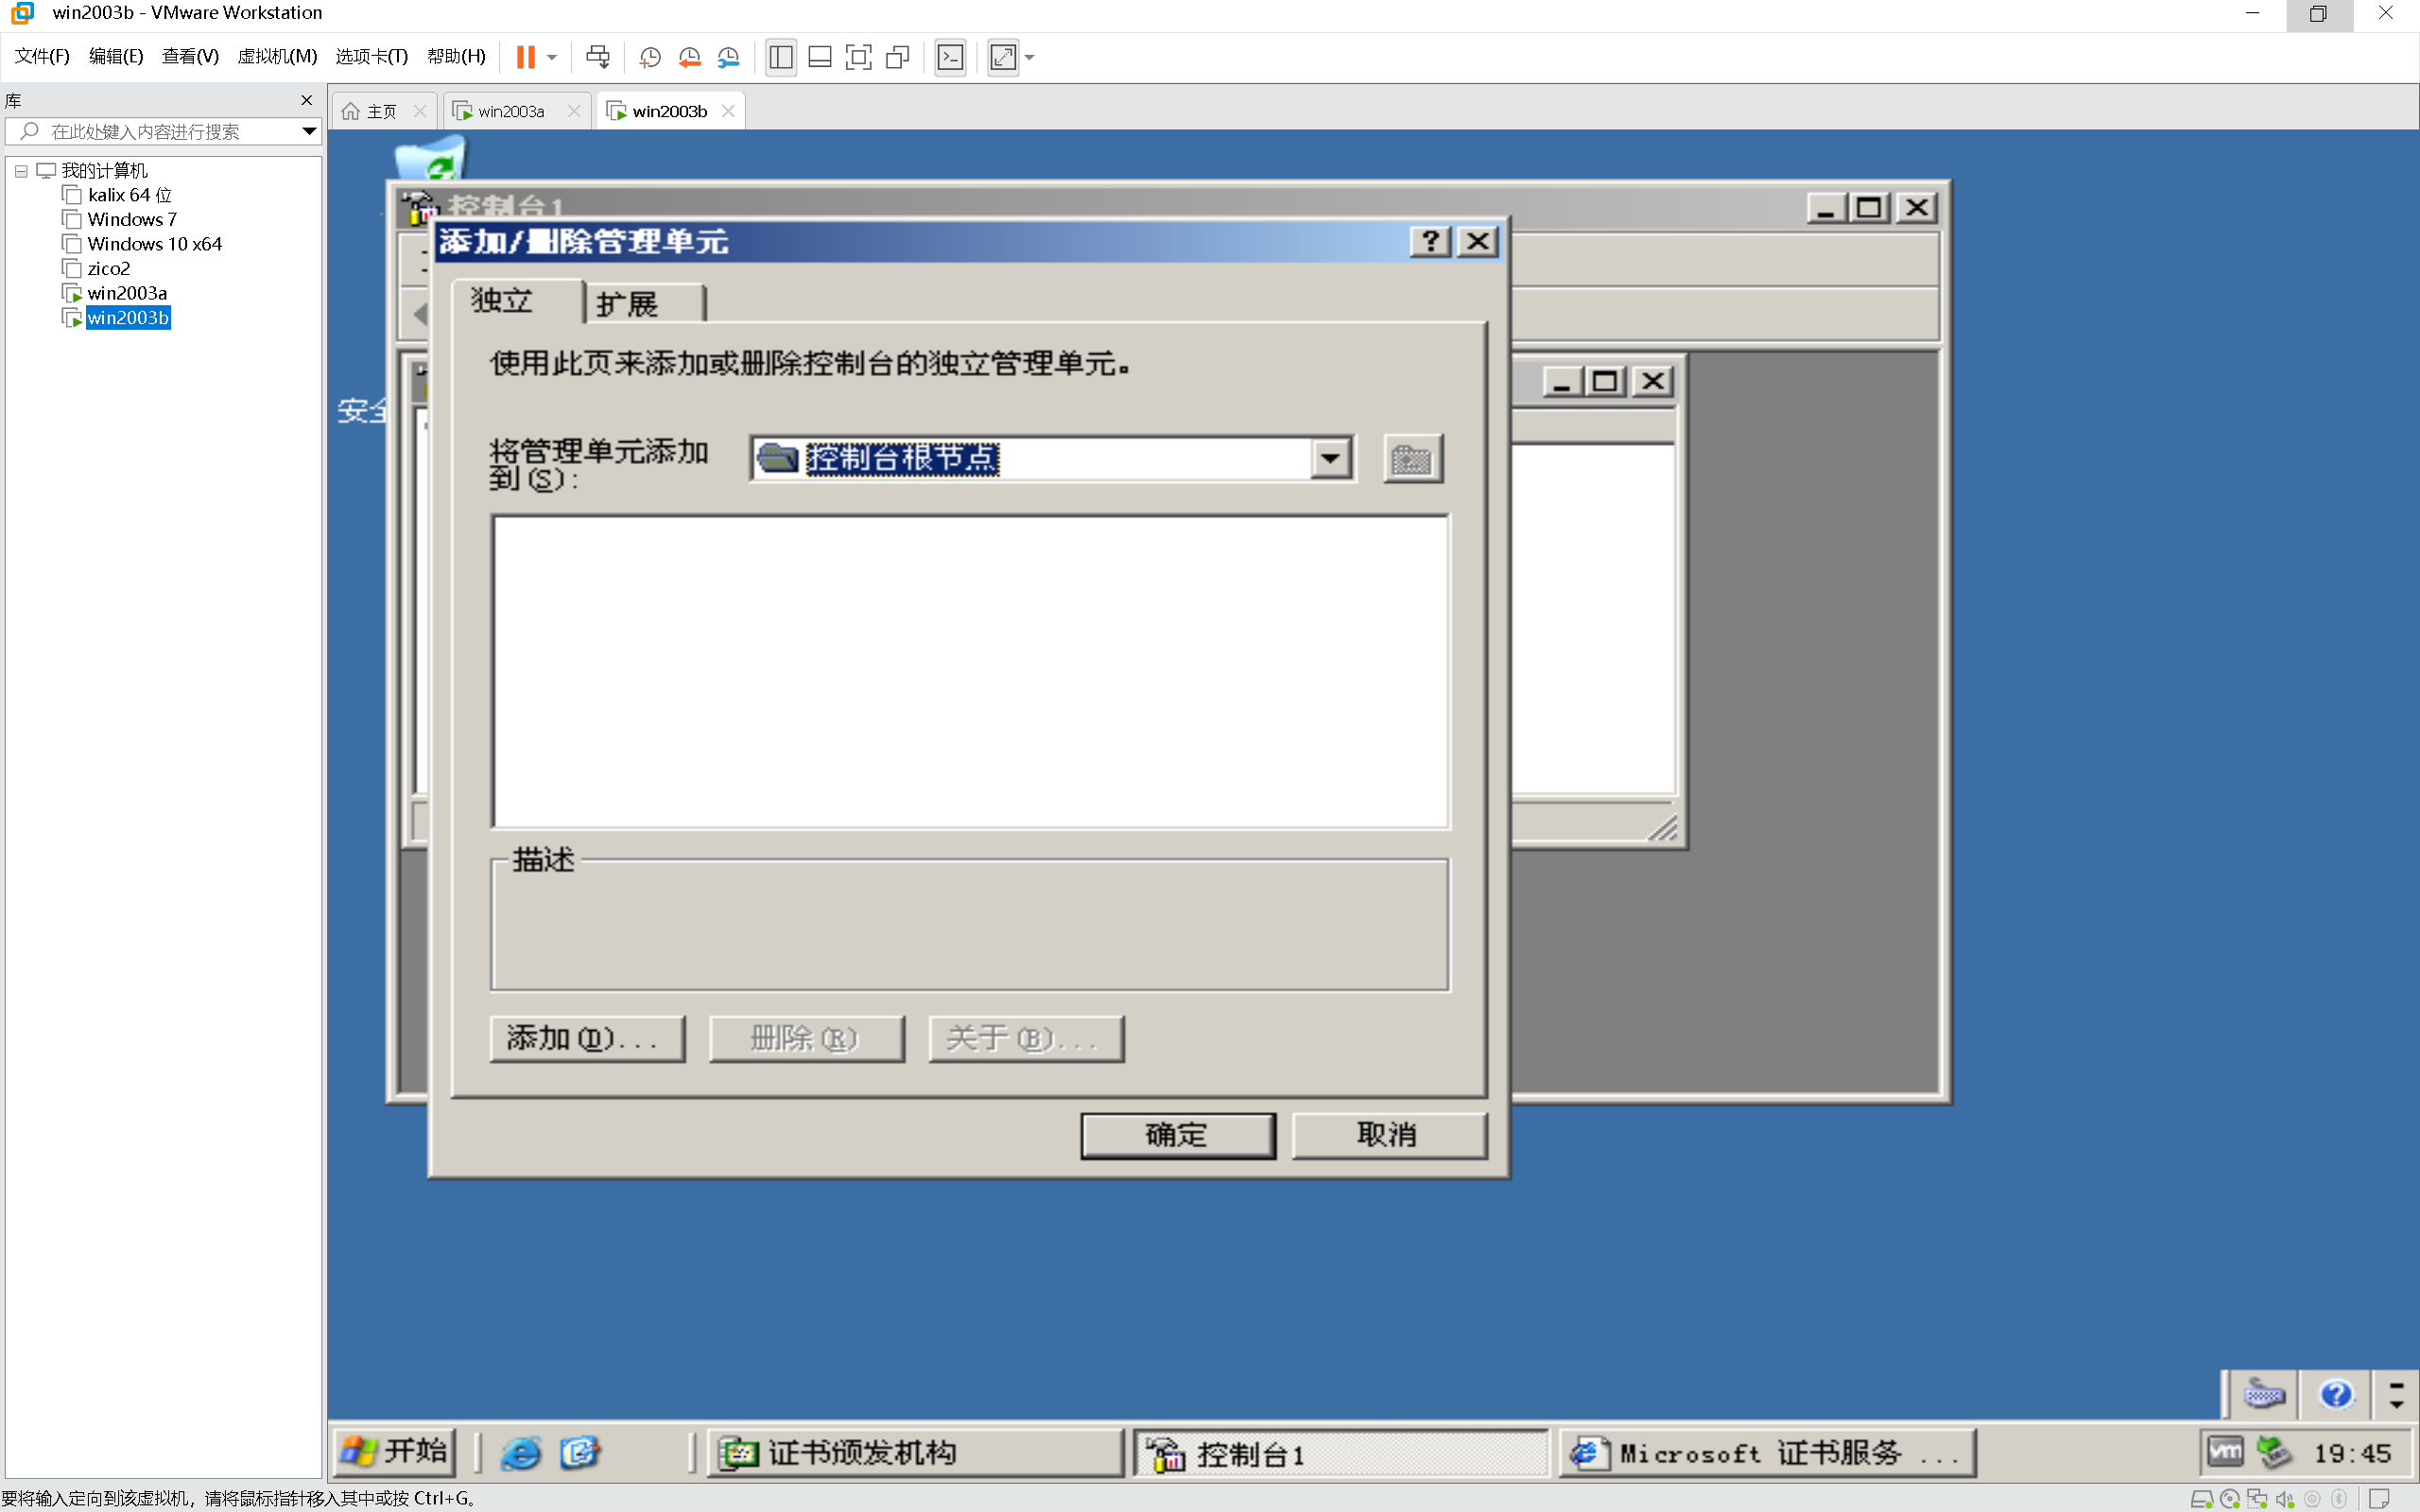 win2003b - VMware Workstation
文件(F) 编辑(E) 查看(V) 虚拟机(M) 选项卡(T) 帮助(H)
库
在此处键入内容进行搜索
我的计算机
kalix 64 位
Windows 7
Windows 10 x64
zico2
win2003a
win2003b
主页
win2003a
win2003b
控制台1
安全
添加/删除管理单元
独立
扩展
使用此页来添加或删除控制台的独立管理单元。
将管理单元添加
到(S):
控制台根节点
描述
添加(D)...
删除(R)
关于(B)...
确定
取消
开始
证书颁发机构
控制台1
Microsoft 证书服务 ...
vm
19:45
要将输入定向到该虚拟机，请将鼠标指针移入其中或按 Ctrl+G。